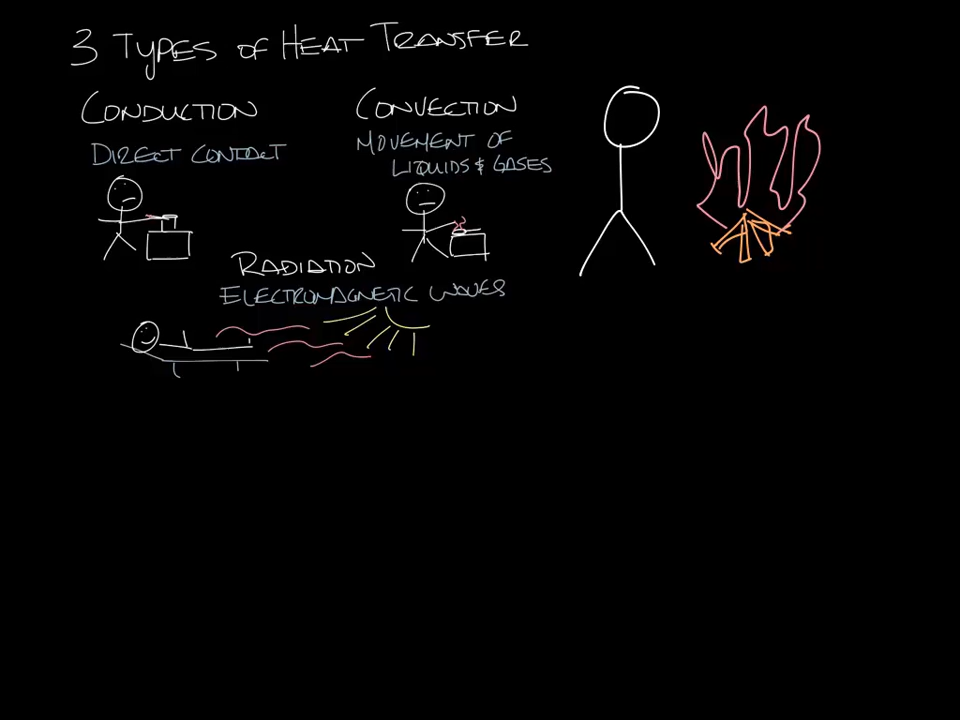 3 TYPES OF HEAT TRANSFER
CONDUCTION
DIRECT CONTACT
CONVECTION
MOVEMENT OF
LIQUIDS & GASES
RADIATION
ELECTROMAGNETIC WAVES